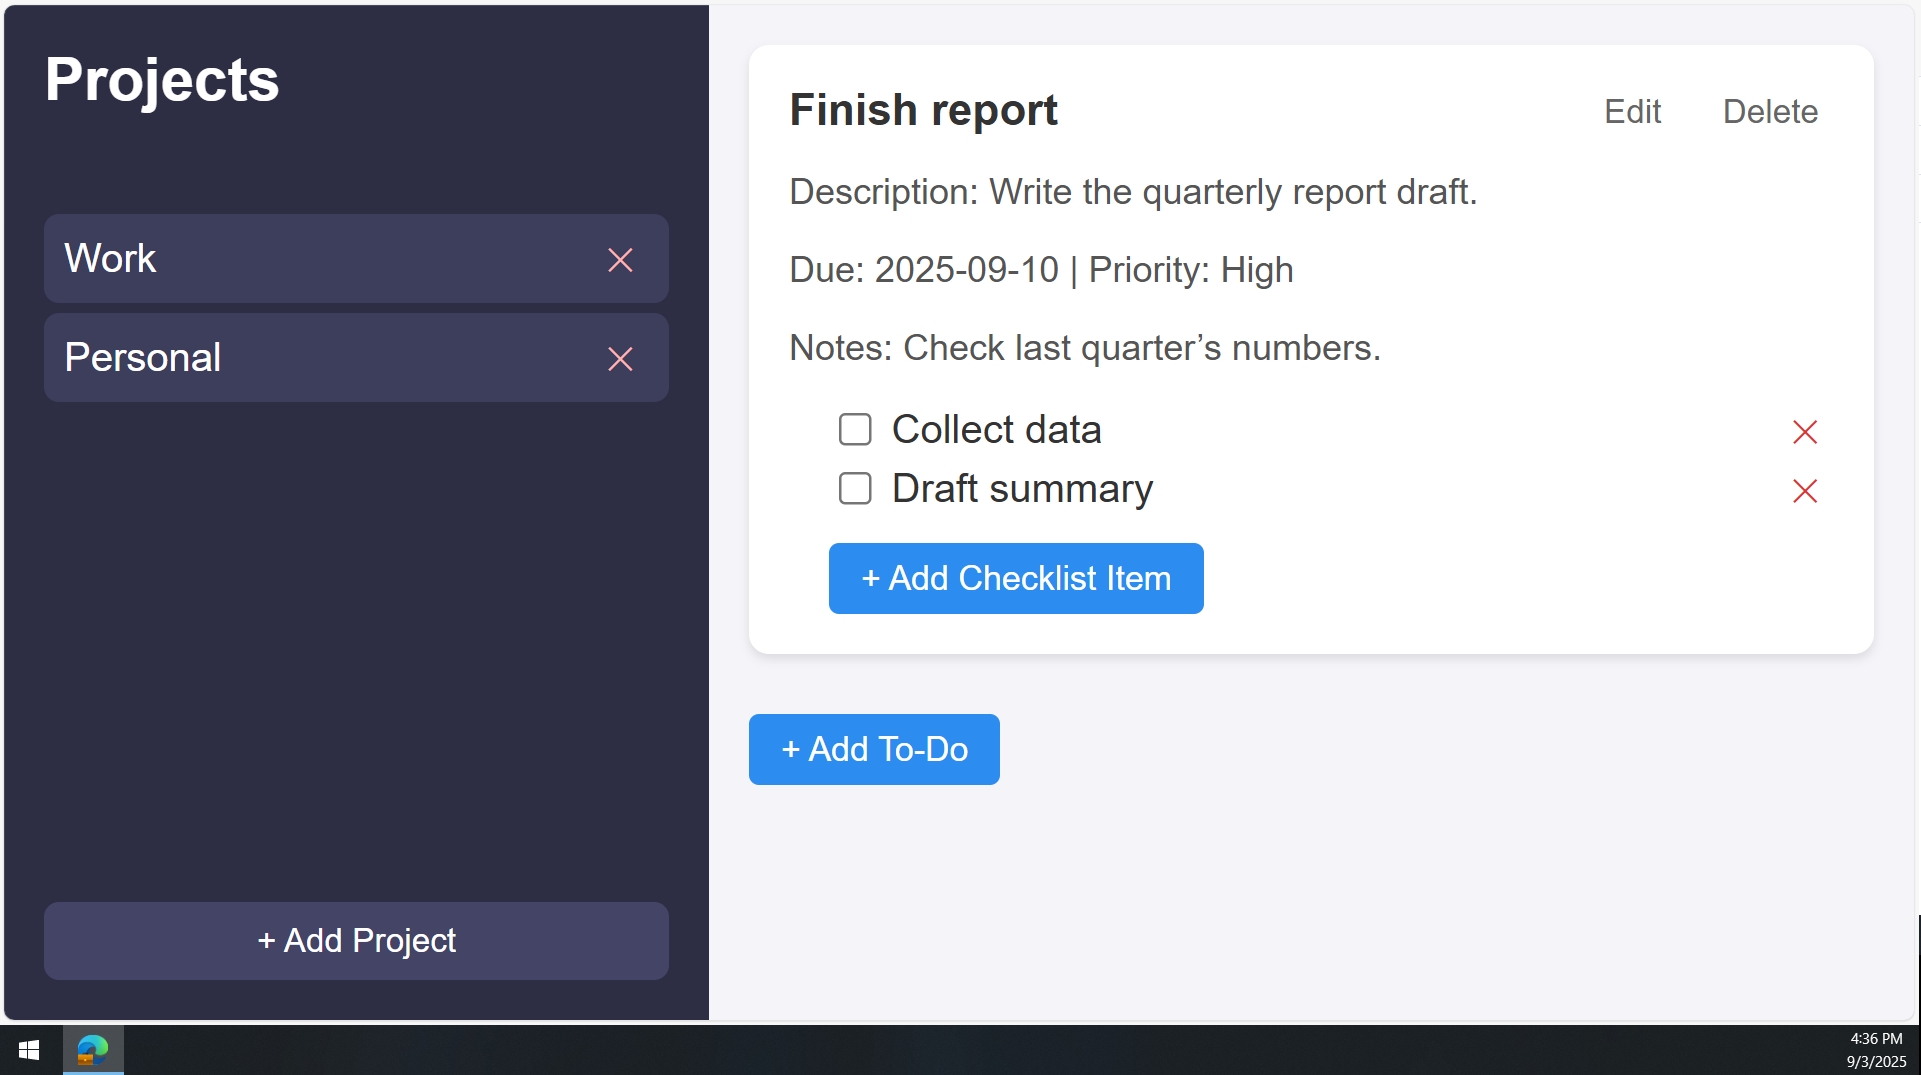 Projects
Work
Personal
+ Add Project
Finish report
Edit
Delete
Description: Write the quarterly report draft.
Due: 2025-09-10 | Priority: High
Notes: Check last quarter’s numbers.
Collect data
Draft summary
+ Add Checklist Item
+ Add To-Do
4:36 PM
9/3/2025